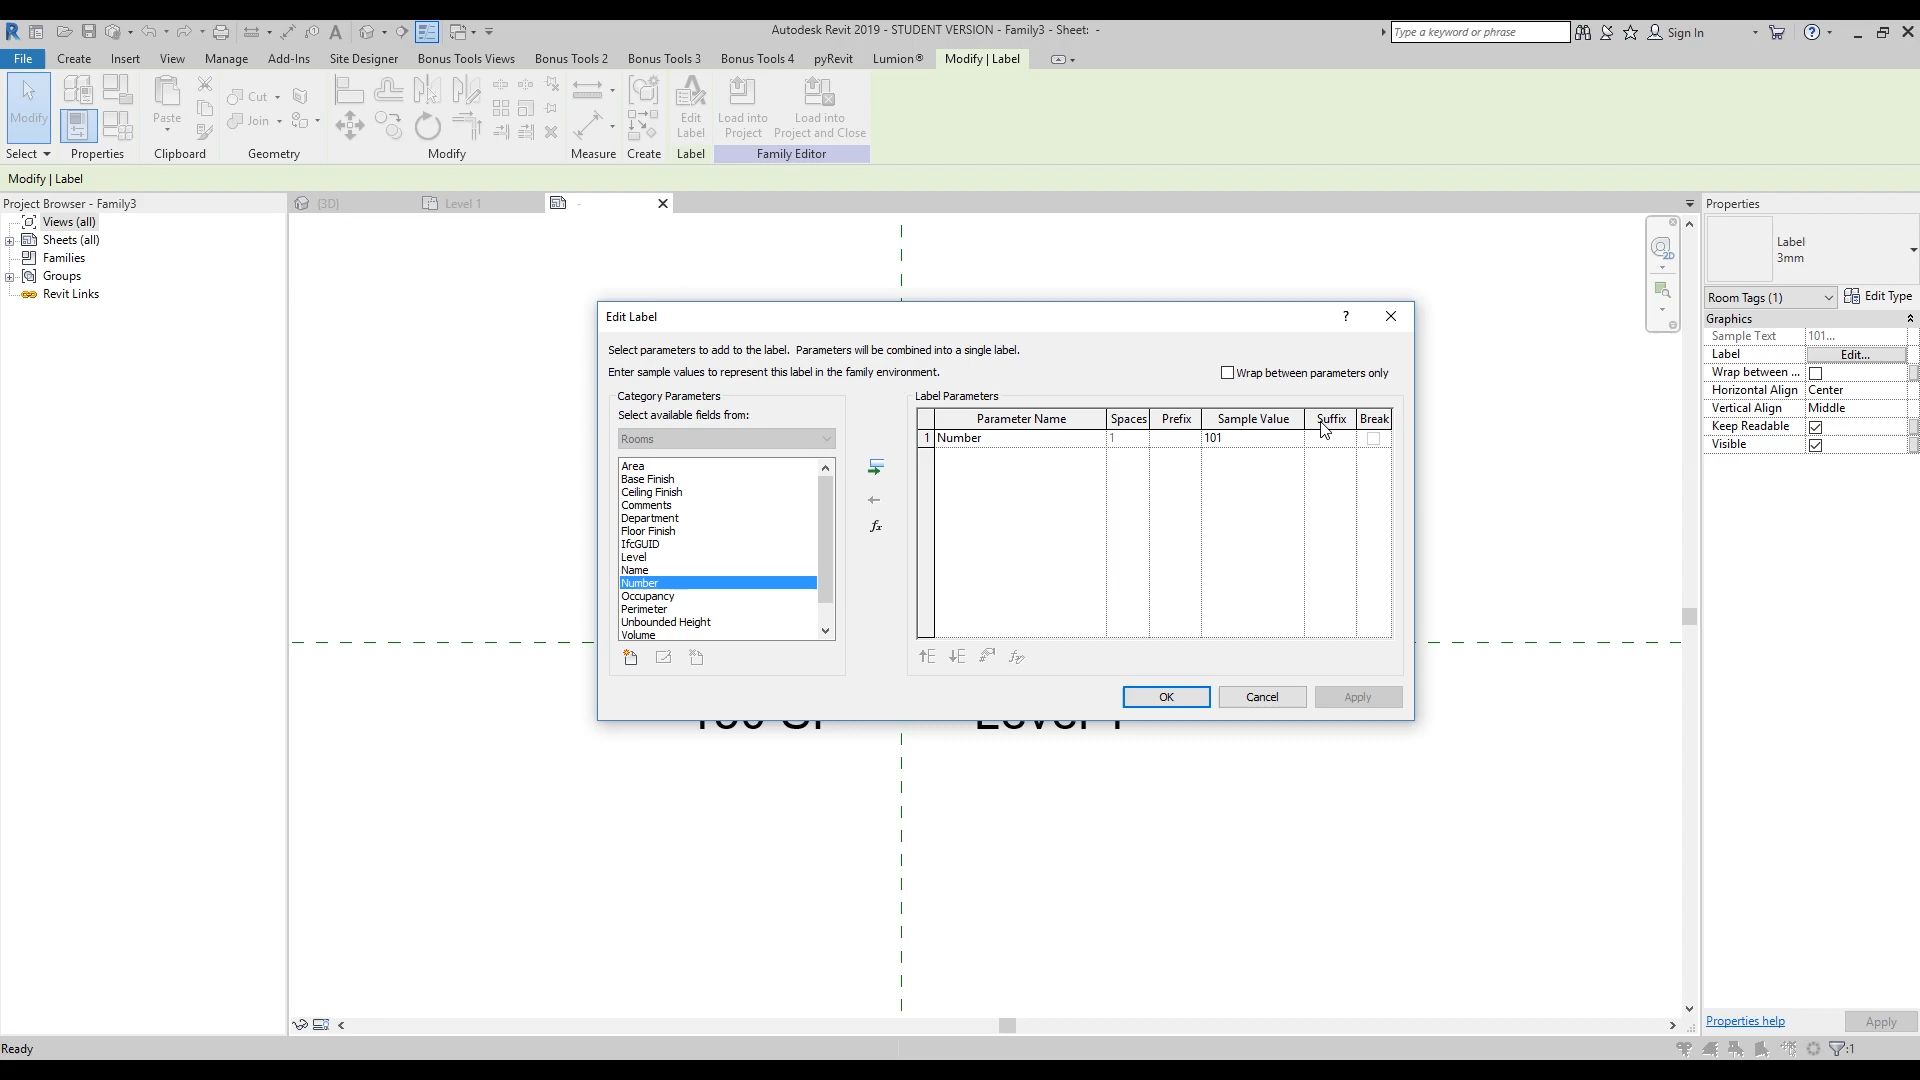 Autodesk Revit 2019 - STUDENT VERSION - Family3 - Sheet: -
Type a keyword or phrase
Sign In
File Create Insert View Manage Add-Ins Site Designer Bonus Tools Views Bonus Tools 2 Bonus Tools 3 Bonus Tools 4 pyRevit Lumion® Modify | Label
Modify
Paste
Cut
Join
Edit Label
Load into Project
Load into Project and Close
Select Properties Clipboard Geometry Modify Measure Create Label Family Editor
Modify | Label
Project Browser - Family3
Views (all)
Sheets (all)
Families
Groups
Revit Links
{3D}
Level 1
-
Edit Label
Select parameters to add to the label. Parameters will be combined into a single label.
Enter sample values to represent this label in the family environment.
Wrap between parameters only
Category Parameters
Select available fields from:
Rooms
Area
Base Finish
Ceiling Finish
Comments
Department
Floor Finish
IfcGUID
Level
Name
Number
Occupancy
Perimeter
Unbounded Height
Volume
Label Parameters
Parameter Name Spaces Prefix Sample Value Suffix Break
1 Number 1 101
OK Cancel Apply
Properties
Label
3mm
Room Tags (1)
Edit Type
Graphics
Sample Text 101...
Label Edit...
Wrap between ...
Horizontal Align Center
Vertical Align Middle
Keep Readable
Visible
2D
Properties help
Apply
Ready
:1